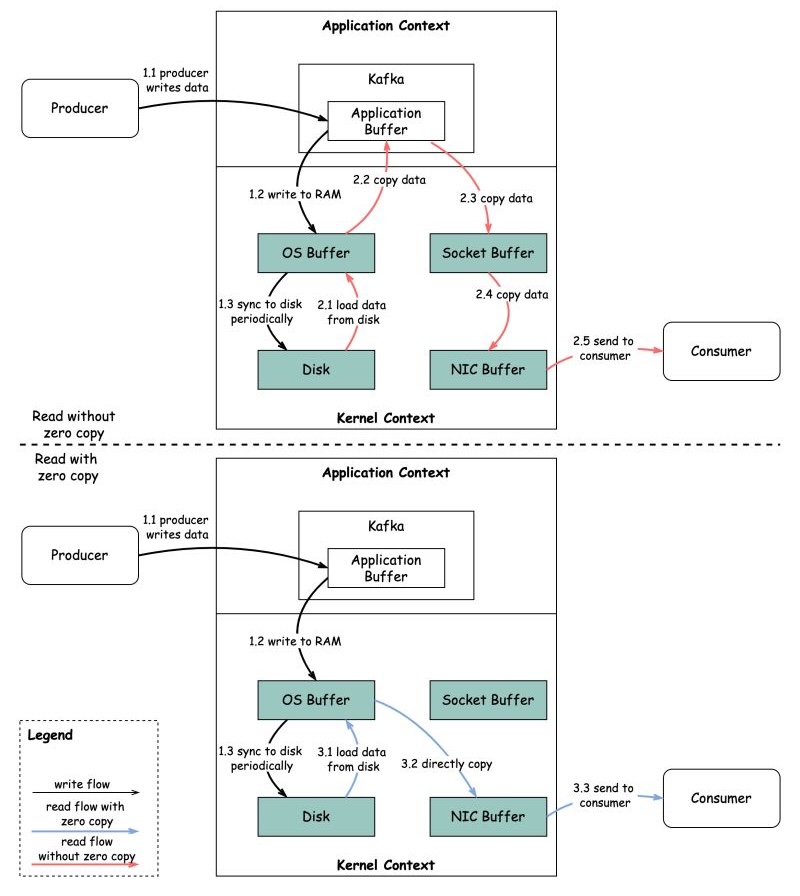 Application Context
Kafka
1.1 producer
writes data
Producer
Application
Buffer
2.2 copy data
1.2 write to RAM
2.3 copy data
OS Buffer
Socket Buffer
1.3 sync to disk
periodically
2.1 load data
from disk
2.4 copy data
2.5 send to
consumer
Consumer
Disk
NIC Buffer
Kernel Context
Read without
zero copy
Read with
zero copy
Application Context
Kafka
1.1 producer
writes data
Producer
Application
Buffer
1.2 write to RAM
OS Buffer
Socket Buffer
1.3 sync to disk
periodically
3.1 load data
from disk
3.2 directly copy
3.3 send to
consumer
Consumer
Disk
NIC Buffer
Kernel Context
Legend
write flow
read flow with
zero copy
read flow
without zero copy